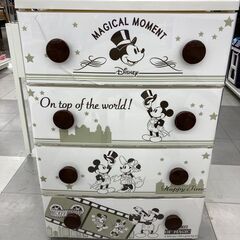 MAGICAL MOMENT
Disney
On top of the world!
Happy Time